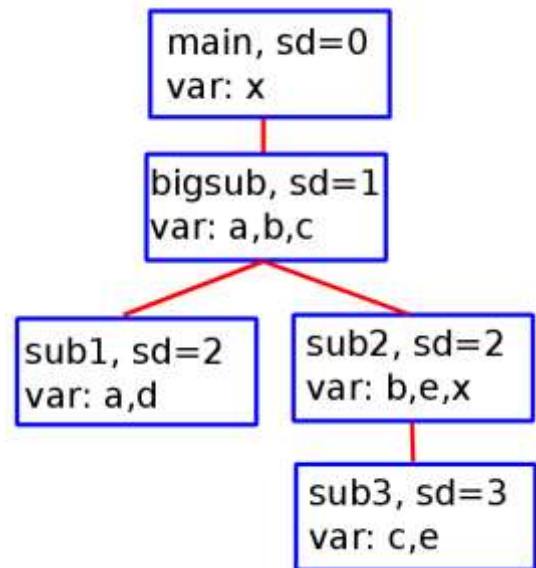 main, sd=0
var: x
bigsub, sd=1
var: a,b,c
sub1, sd=2
var: a,d
sub2, sd=2
var: b,e,x
sub3, sd=3
var: c,e